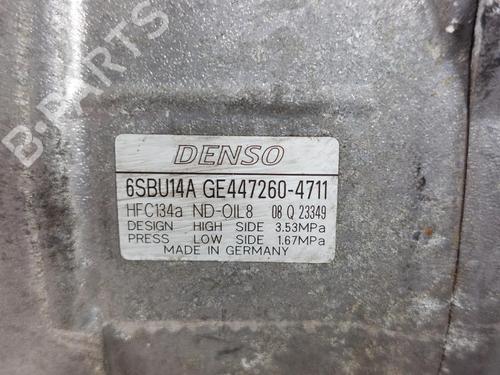 B-PARTS
DENSO
6SBU14A GE447260-4711
HFC134a ND-OIL8 08 Q 23349
DESIGN HIGH SIDE 3.53MPa
PRESS LOW SIDE 1.67MPa
MADE IN GERMANY